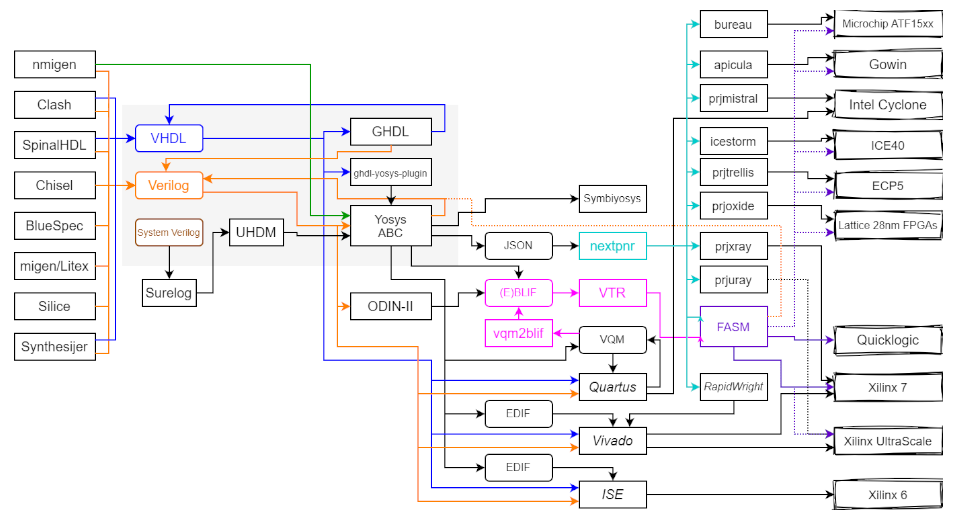 nmigen
Clash
SpinalHDL
Chisel
BlueSpec
migen/Litex
Silice
Synthesijer
VHDL
Verilog
System Verilog
Surelog
UHDM
GHDL
ghdl-yosys-plugin
Yosys
ABC
ODIN-II
Symbiyosys
JSON
nextpnr
(E)BLIF
VTR
vqm2blif
VQM
Quartus
EDIF
Vivado
EDIF
ISE
bureau
apicula
prjmistral
icestorm
prjtrellis
prjoxide
prjxray
prjuray
FASM
RapidWright
Microchip ATF15xx
Gowin
Intel Cyclone
ICE40
ECP5
Lattice 28nm FPGAs
Quicklogic
Xilinx 7
Xilinx UltraScale
Xilinx 6